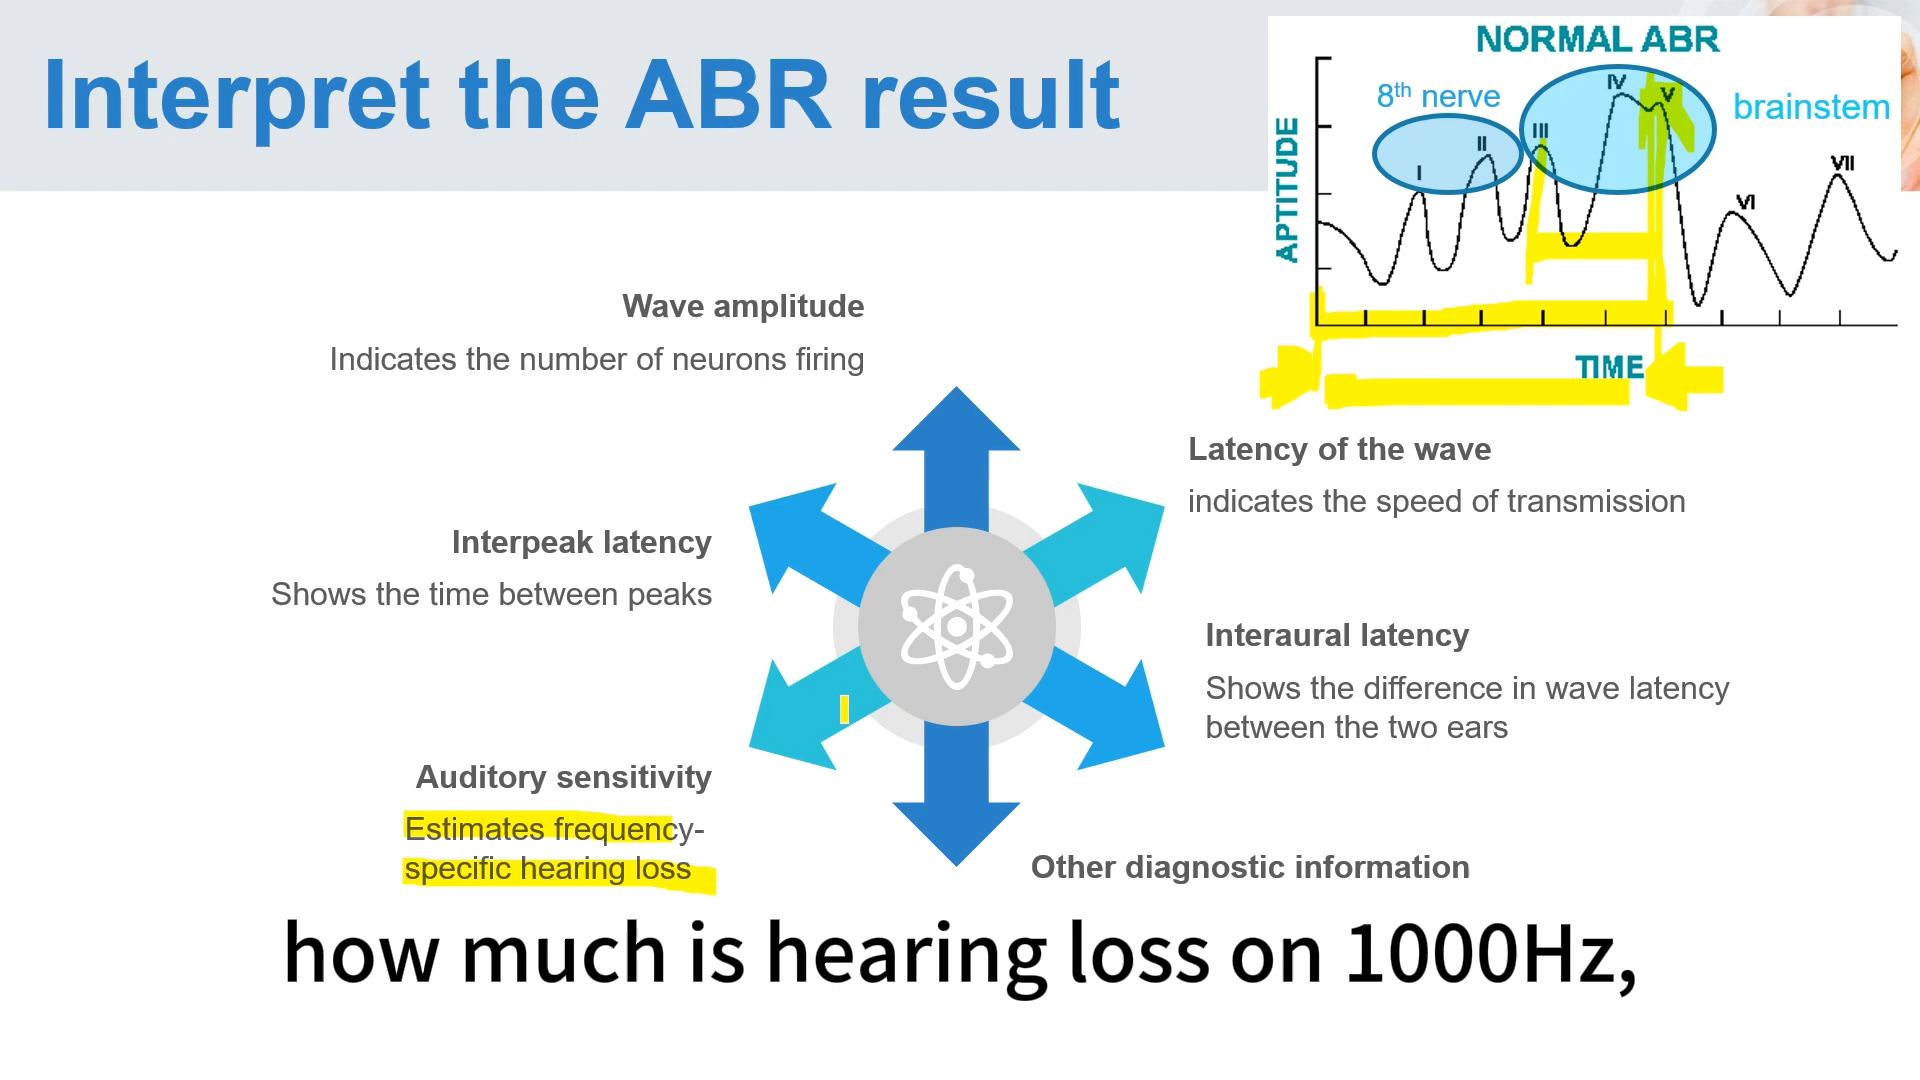 Interpret the ABR result
NORMAL ABR
8th nerve
brainstem
APTITUDE
I
II
III
IV
V
VI
VII
TIME
Wave amplitude
Indicates the number of neurons firing
Latency of the wave
indicates the speed of transmission
Interpeak latency
Shows the time between peaks
Interaural latency
Shows the difference in wave latency
between the two ears
Auditory sensitivity
Estimates frequency-
specific hearing loss
Other diagnostic information
how much is hearing loss on 1000Hz,